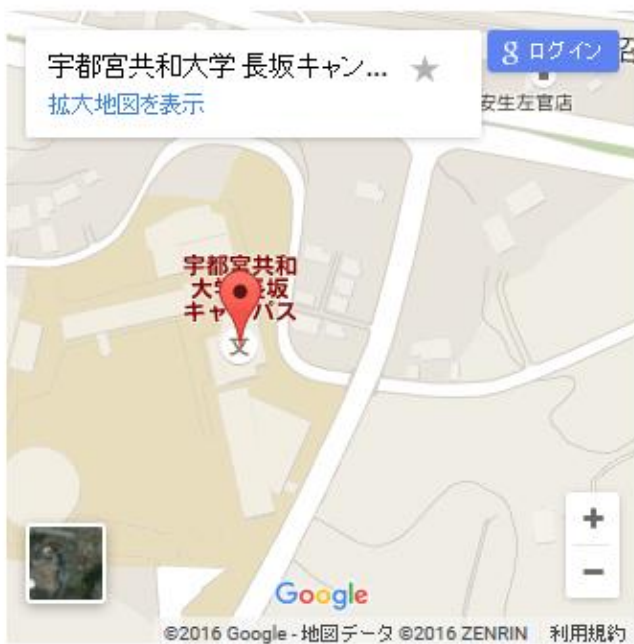 宇都宮共和大学 長坂キャン...
拡大地図を表示
g ログイン
沼
安生左官店
宇都宮共和
大学長坂
キャンパス
文
+
−
Google
©2016 Google - 地図データ ©2016 ZENRIN 利用規約